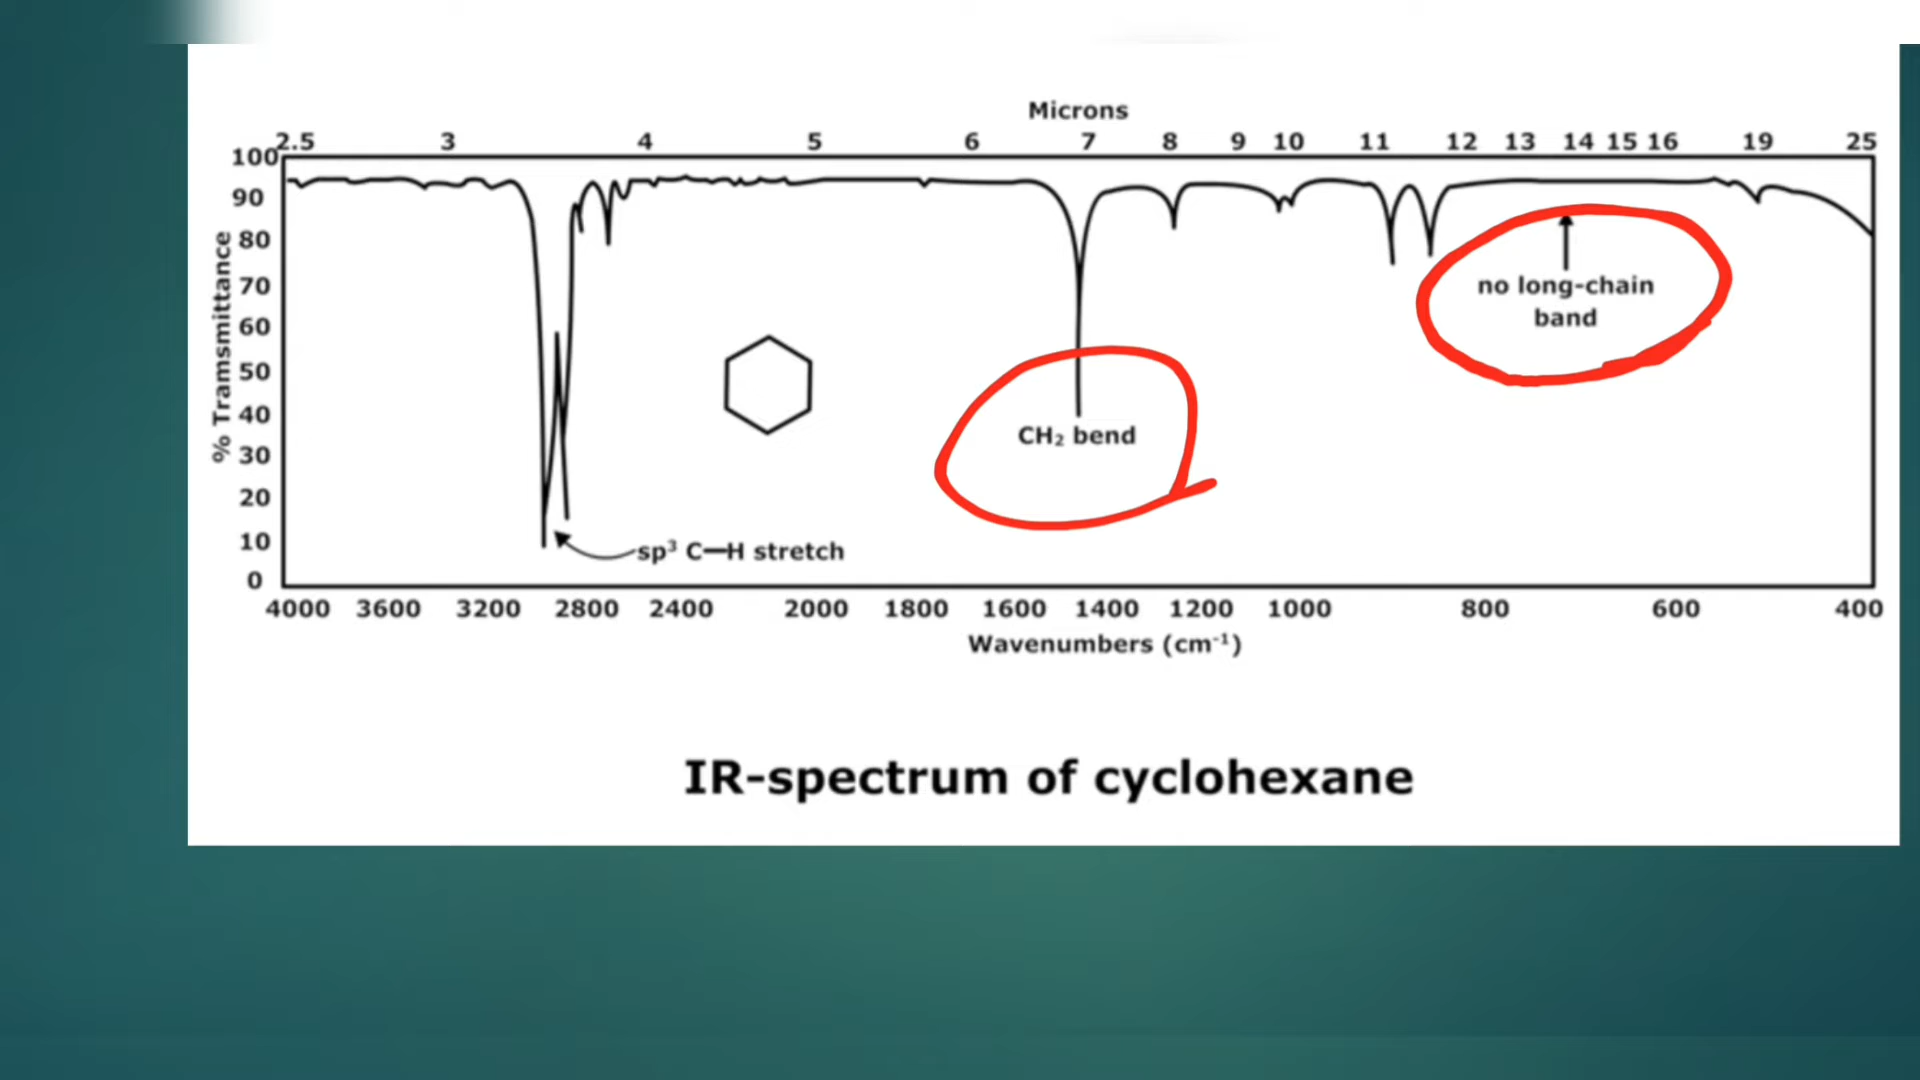 Microns
2.5 3 4 5 6 7 8 9 10 11 12 13 14 15 16 19 25
100
90
80
70
60
50
40
30
20
10
0
% Tramsmittance
no long-chain
band
CH₂ bend
sp³ C—H stretch
4000 3600 3200 2800 2400 2000 1800 1600 1400 1200 1000 800 600 400
Wavenumbers (cm⁻¹)
IR-spectrum of cyclohexane